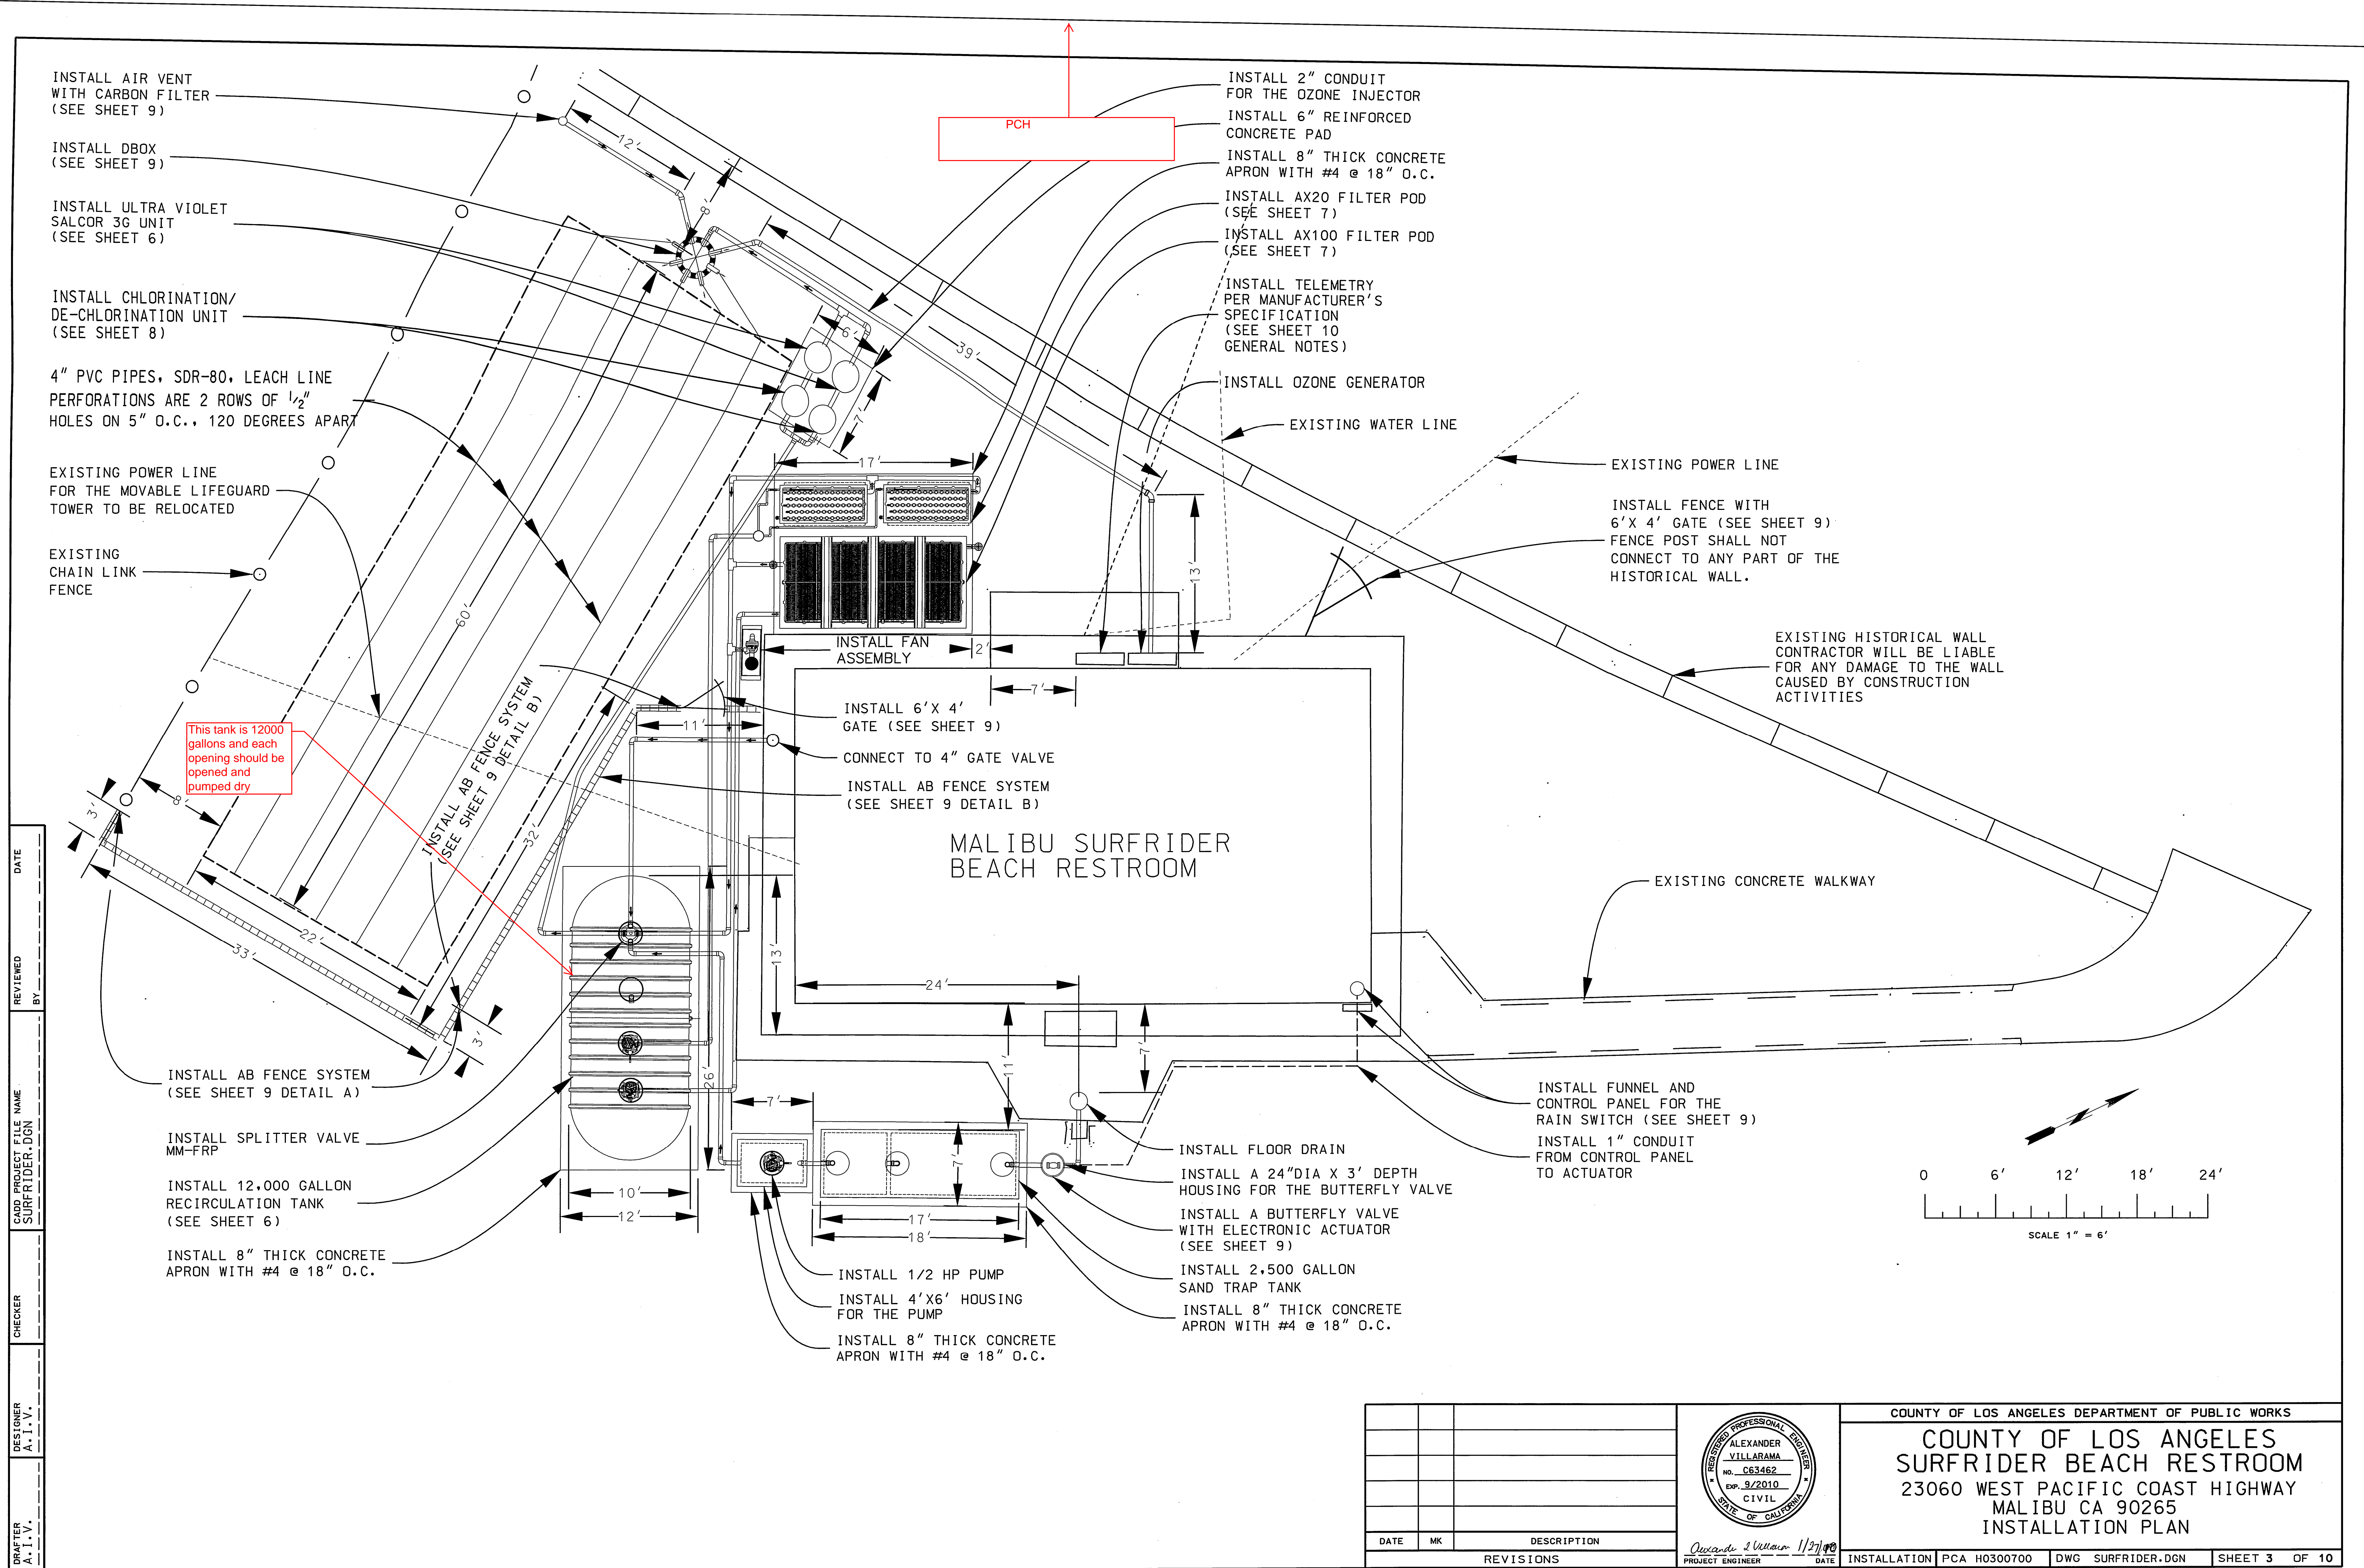 INSTALL AIR VENT
WITH CARBON FILTER
(SEE SHEET 9)
INSTALL DBOX
(SEE SHEET 9)
INSTALL ULTRA VIOLET
SALCOR 3G UNIT
(SEE SHEET 6)
INSTALL CHLORINATION/
DE-CHLORINATION UNIT
(SEE SHEET 8)
4" PVC PIPES, SDR-80, LEACH LINE
PERFORATIONS ARE 2 ROWS OF 1/2"
HOLES ON 5" O.C., 120 DEGREES APART
EXISTING POWER LINE
FOR THE MOVABLE LIFEGUARD
TOWER TO BE RELOCATED
EXISTING
CHAIN LINK
FENCE
This tank is 12000
gallons and each
opening should be
opened and
pumped dry
PCH
INSTALL 2" CONDUIT
FOR THE OZONE INJECTOR
INSTALL 6" REINFORCED
CONCRETE PAD
INSTALL 8" THICK CONCRETE
APRON WITH #4 @ 18" O.C.
INSTALL AX20 FILTER POD
(SEE SHEET 7)
INSTALL AX100 FILTER POD
(SEE SHEET 7)
INSTALL TELEMETRY
PER MANUFACTURER'S
SPECIFICATION
(SEE SHEET 10
GENERAL NOTES)
INSTALL OZONE GENERATOR
EXISTING WATER LINE
EXISTING POWER LINE
INSTALL FENCE WITH
6'X 4' GATE (SEE SHEET 9)
FENCE POST SHALL NOT
CONNECT TO ANY PART OF THE
HISTORICAL WALL.
EXISTING HISTORICAL WALL
CONTRACTOR WILL BE LIABLE
FOR ANY DAMAGE TO THE WALL
CAUSED BY CONSTRUCTION
ACTIVITIES
12'
8'
6'
7'
39'
17'
13'
60'
INSTALL FAN
ASSEMBLY
2'
7'
11'
INSTALL 6'X 4'
GATE (SEE SHEET 9)
CONNECT TO 4" GATE VALVE
INSTALL AB FENCE SYSTEM
(SEE SHEET 9 DETAIL B)
INSTALL AB FENCE SYSTEM
(SEE SHEET 9 DETAIL B)
MALIBU SURFRIDER
BEACH RESTROOM
3'
8'
32'
22'
33'
3'
13'
24'
26'
11'
7'
7'
7'
10'
12'
17'
18'
EXISTING CONCRETE WALKWAY
INSTALL AB FENCE SYSTEM
(SEE SHEET 9 DETAIL A)
INSTALL SPLITTER VALVE
MM-FRP
INSTALL 12,000 GALLON
RECIRCULATION TANK
(SEE SHEET 6)
INSTALL 8" THICK CONCRETE
APRON WITH #4 @ 18" O.C.
INSTALL 1/2 HP PUMP
INSTALL 4'X6' HOUSING
FOR THE PUMP
INSTALL 8" THICK CONCRETE
APRON WITH #4 @ 18" O.C.
INSTALL FLOOR DRAIN
INSTALL A 24"DIA X 3' DEPTH
HOUSING FOR THE BUTTERFLY VALVE
INSTALL A BUTTERFLY VALVE
WITH ELECTRONIC ACTUATOR
(SEE SHEET 9)
INSTALL 2,500 GALLON
SAND TRAP TANK
INSTALL 8" THICK CONCRETE
APRON WITH #4 @ 18" O.C.
INSTALL FUNNEL AND
CONTROL PANEL FOR THE
RAIN SWITCH (SEE SHEET 9)
INSTALL 1" CONDUIT
FROM CONTROL PANEL
TO ACTUATOR
0 6' 12' 18' 24'
SCALE 1" = 6'
DATE
REVIEWED
BY
CADD PROJECT FILE NAME
SURFRIDER.DGN
CHECKER
DESIGNER
A.I.V.
DRAFTER
A.I.V.
DATE MK DESCRIPTION
REVISIONS
REGISTERED PROFESSIONAL ENGINEER
ALEXANDER
VILLARAMA
NO. C63462
EXP. 9/2010
CIVIL
STATE OF CALIFORNIA
PROJECT ENGINEER DATE
COUNTY OF LOS ANGELES DEPARTMENT OF PUBLIC WORKS
COUNTY OF LOS ANGELES
SURFRIDER BEACH RESTROOM
23060 WEST PACIFIC COAST HIGHWAY
MALIBU CA 90265
INSTALLATION PLAN
INSTALLATION PCA H0300700 DWG SURFRIDER.DGN SHEET 3 OF 10